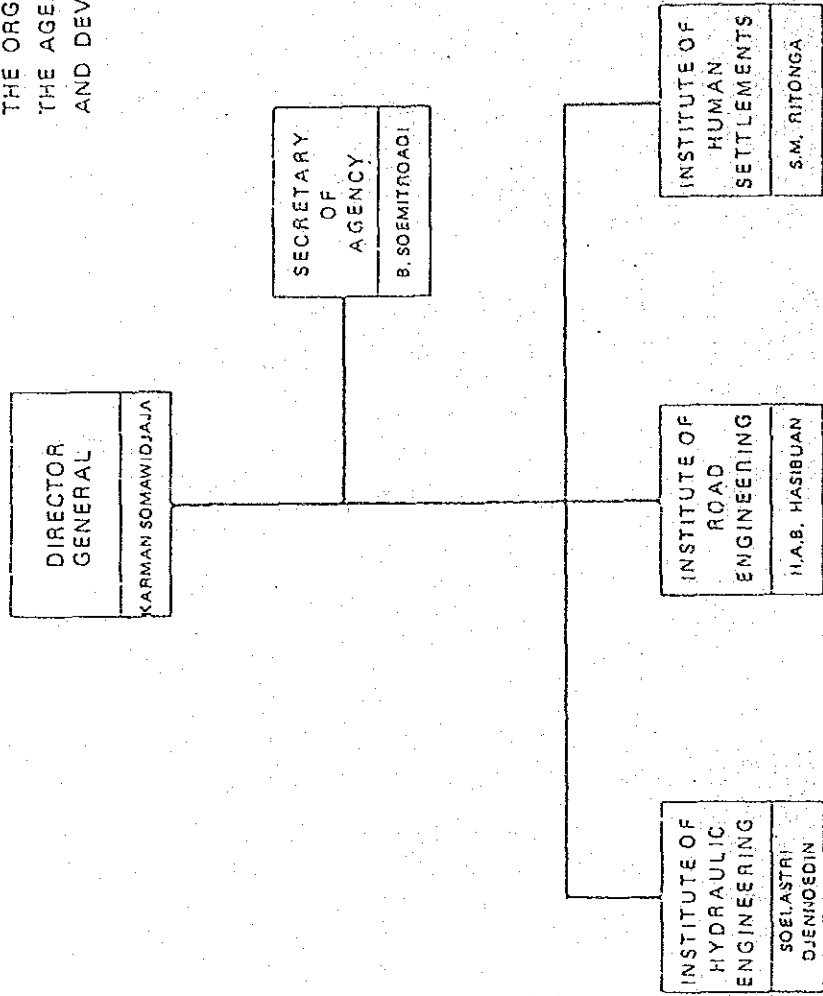 THE ORG
THE AGE
AND DEV
DIRECTOR
GENERAL
KARMAN SOMAWIDJAJA
SECRETARY
OF
AGENCY
B. SOEMITROADI
INSTITUTE OF
HYDRAULIC
ENGINEERING
SOELASTRI
DJENNOEDIN
INSTITUTE OF
ROAD
ENGINEERING
H.A.B. HASIBUAN
INSTITUTE OF
HUMAN
SETTLEMENTS
S.M. RITONGA